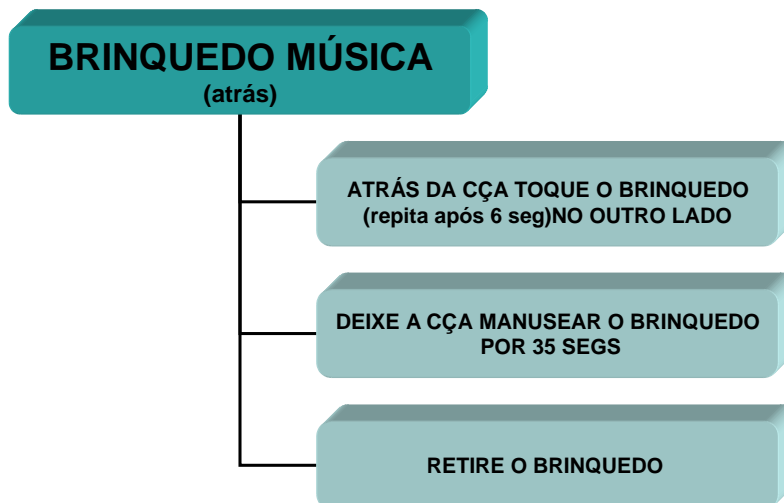 BRINQUEDO MÚSICA
(atrás)
ATRÁS DA CÇA TOQUE O BRINQUEDO
(repita após 6 seg)NO OUTRO LADO
DEIXE A CÇA MANUSEAR O BRINQUEDO
POR 35 SEGS
RETIRE O BRINQUEDO